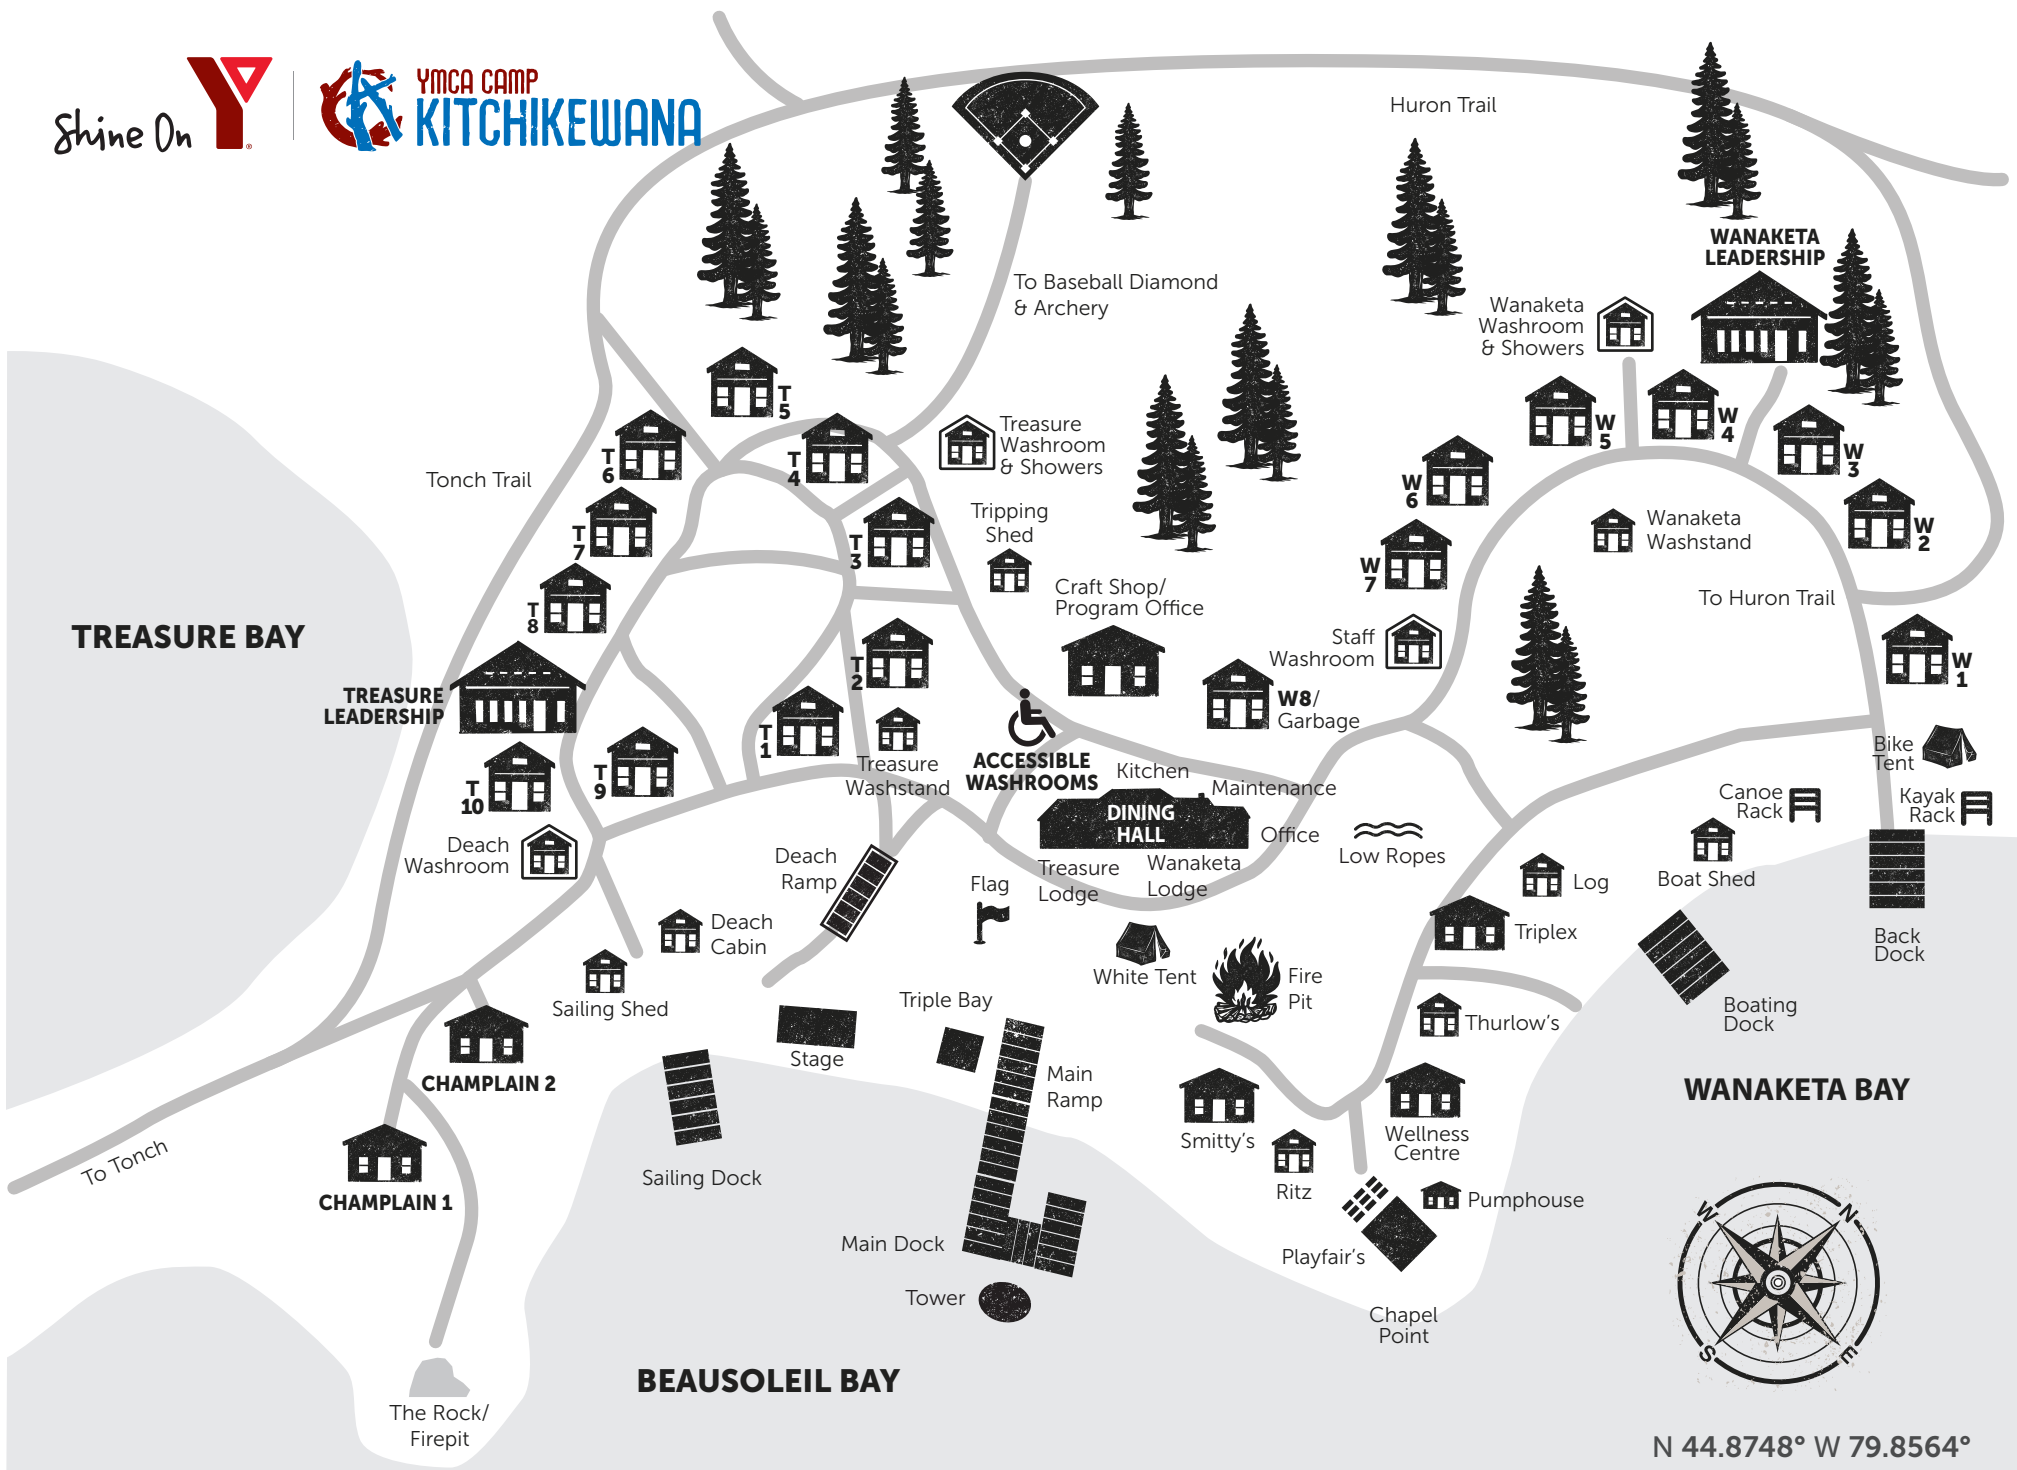 Shine On
YMCA CAMP
KITCHIKEWANA
Huron Trail
WANAKETA
LEADERSHIP
To Baseball Diamond
& Archery
Wanaketa
Washroom
& Showers
T
5
T
6
T
4
Treasure
Washroom
& Showers
W
5
W
4
W
3
W
6
W
2
Tonch Trail
Tripping
Shed
Wanaketa
Washstand
T
7
T
3
W
7
T
8
Craft Shop/
Program Office
To Huron Trail
TREASURE BAY
Staff
Washroom
T
2
W
1
TREASURE
LEADERSHIP
W8/
Garbage
T
1
T
10
T
9
Treasure
Washstand
ACCESSIBLE
WASHROOMS
Kitchen
Maintenance
DINING
HALL
Office
Treasure
Lodge
Wanaketa
Lodge
Low Ropes
Bike
Tent
Canoe
Rack
Kayak
Rack
Deach
Washroom
Deach
Ramp
Flag
Log
Boat Shed
Deach
Cabin
Triplex
Back
Dock
White Tent
Fire
Pit
Sailing Shed
Triple Bay
Boating
Dock
Thurlow's
Stage
Main
Ramp
CHAMPLAIN 2
WANAKETA BAY
Smitty's
Wellness
Centre
To Tonch
Sailing Dock
Ritz
Pumphouse
CHAMPLAIN 1
Main Dock
Playfair's
Tower
Chapel
Point
W
N
S
E
BEAUSOLEIL BAY
The Rock/
Firepit
N 44.8748° W 79.8564°